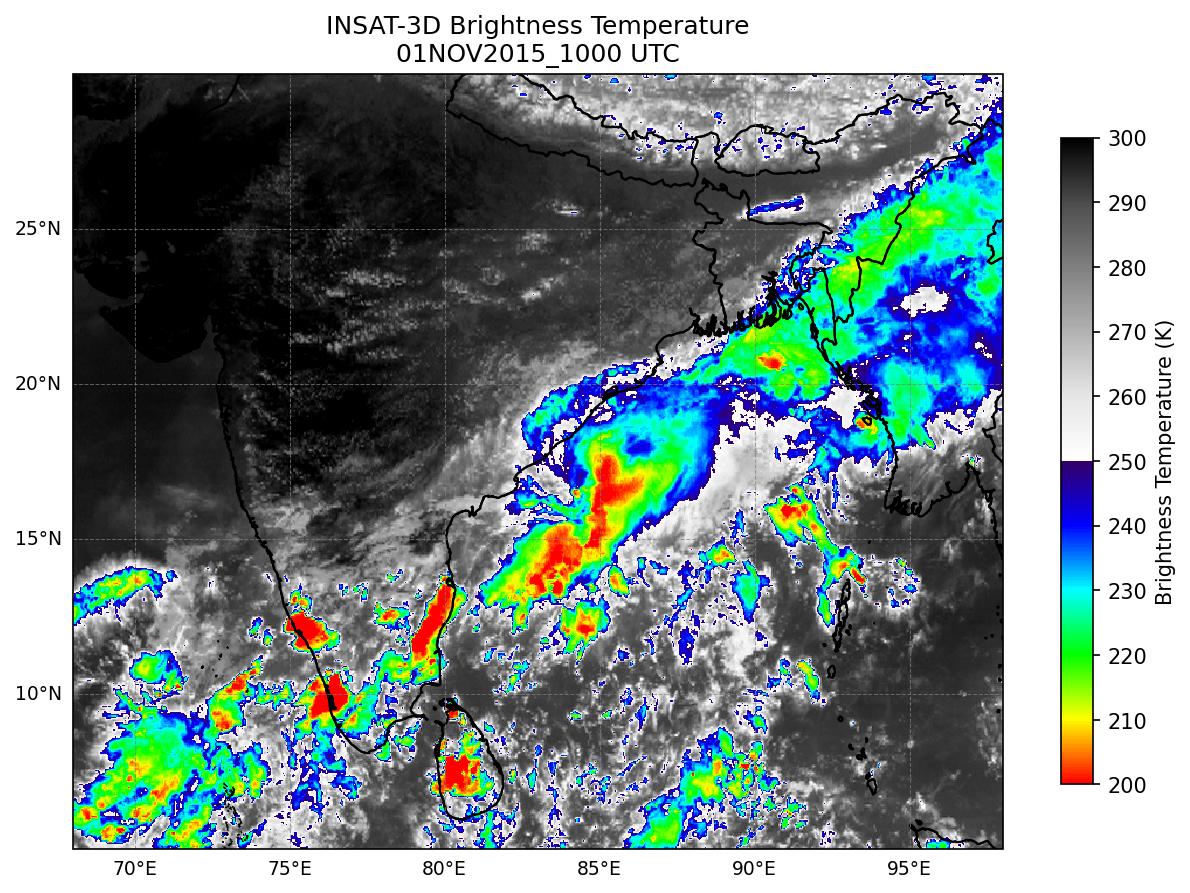 INSAT-3D Brightness Temperature
01NOV2015_1000 UTC
25°N
20°N
15°N
10°N
70°E
75°E
80°E
85°E
90°E
95°E
300
290
280
270
260
250
240
230
220
210
200
Brightness Temperature (K)